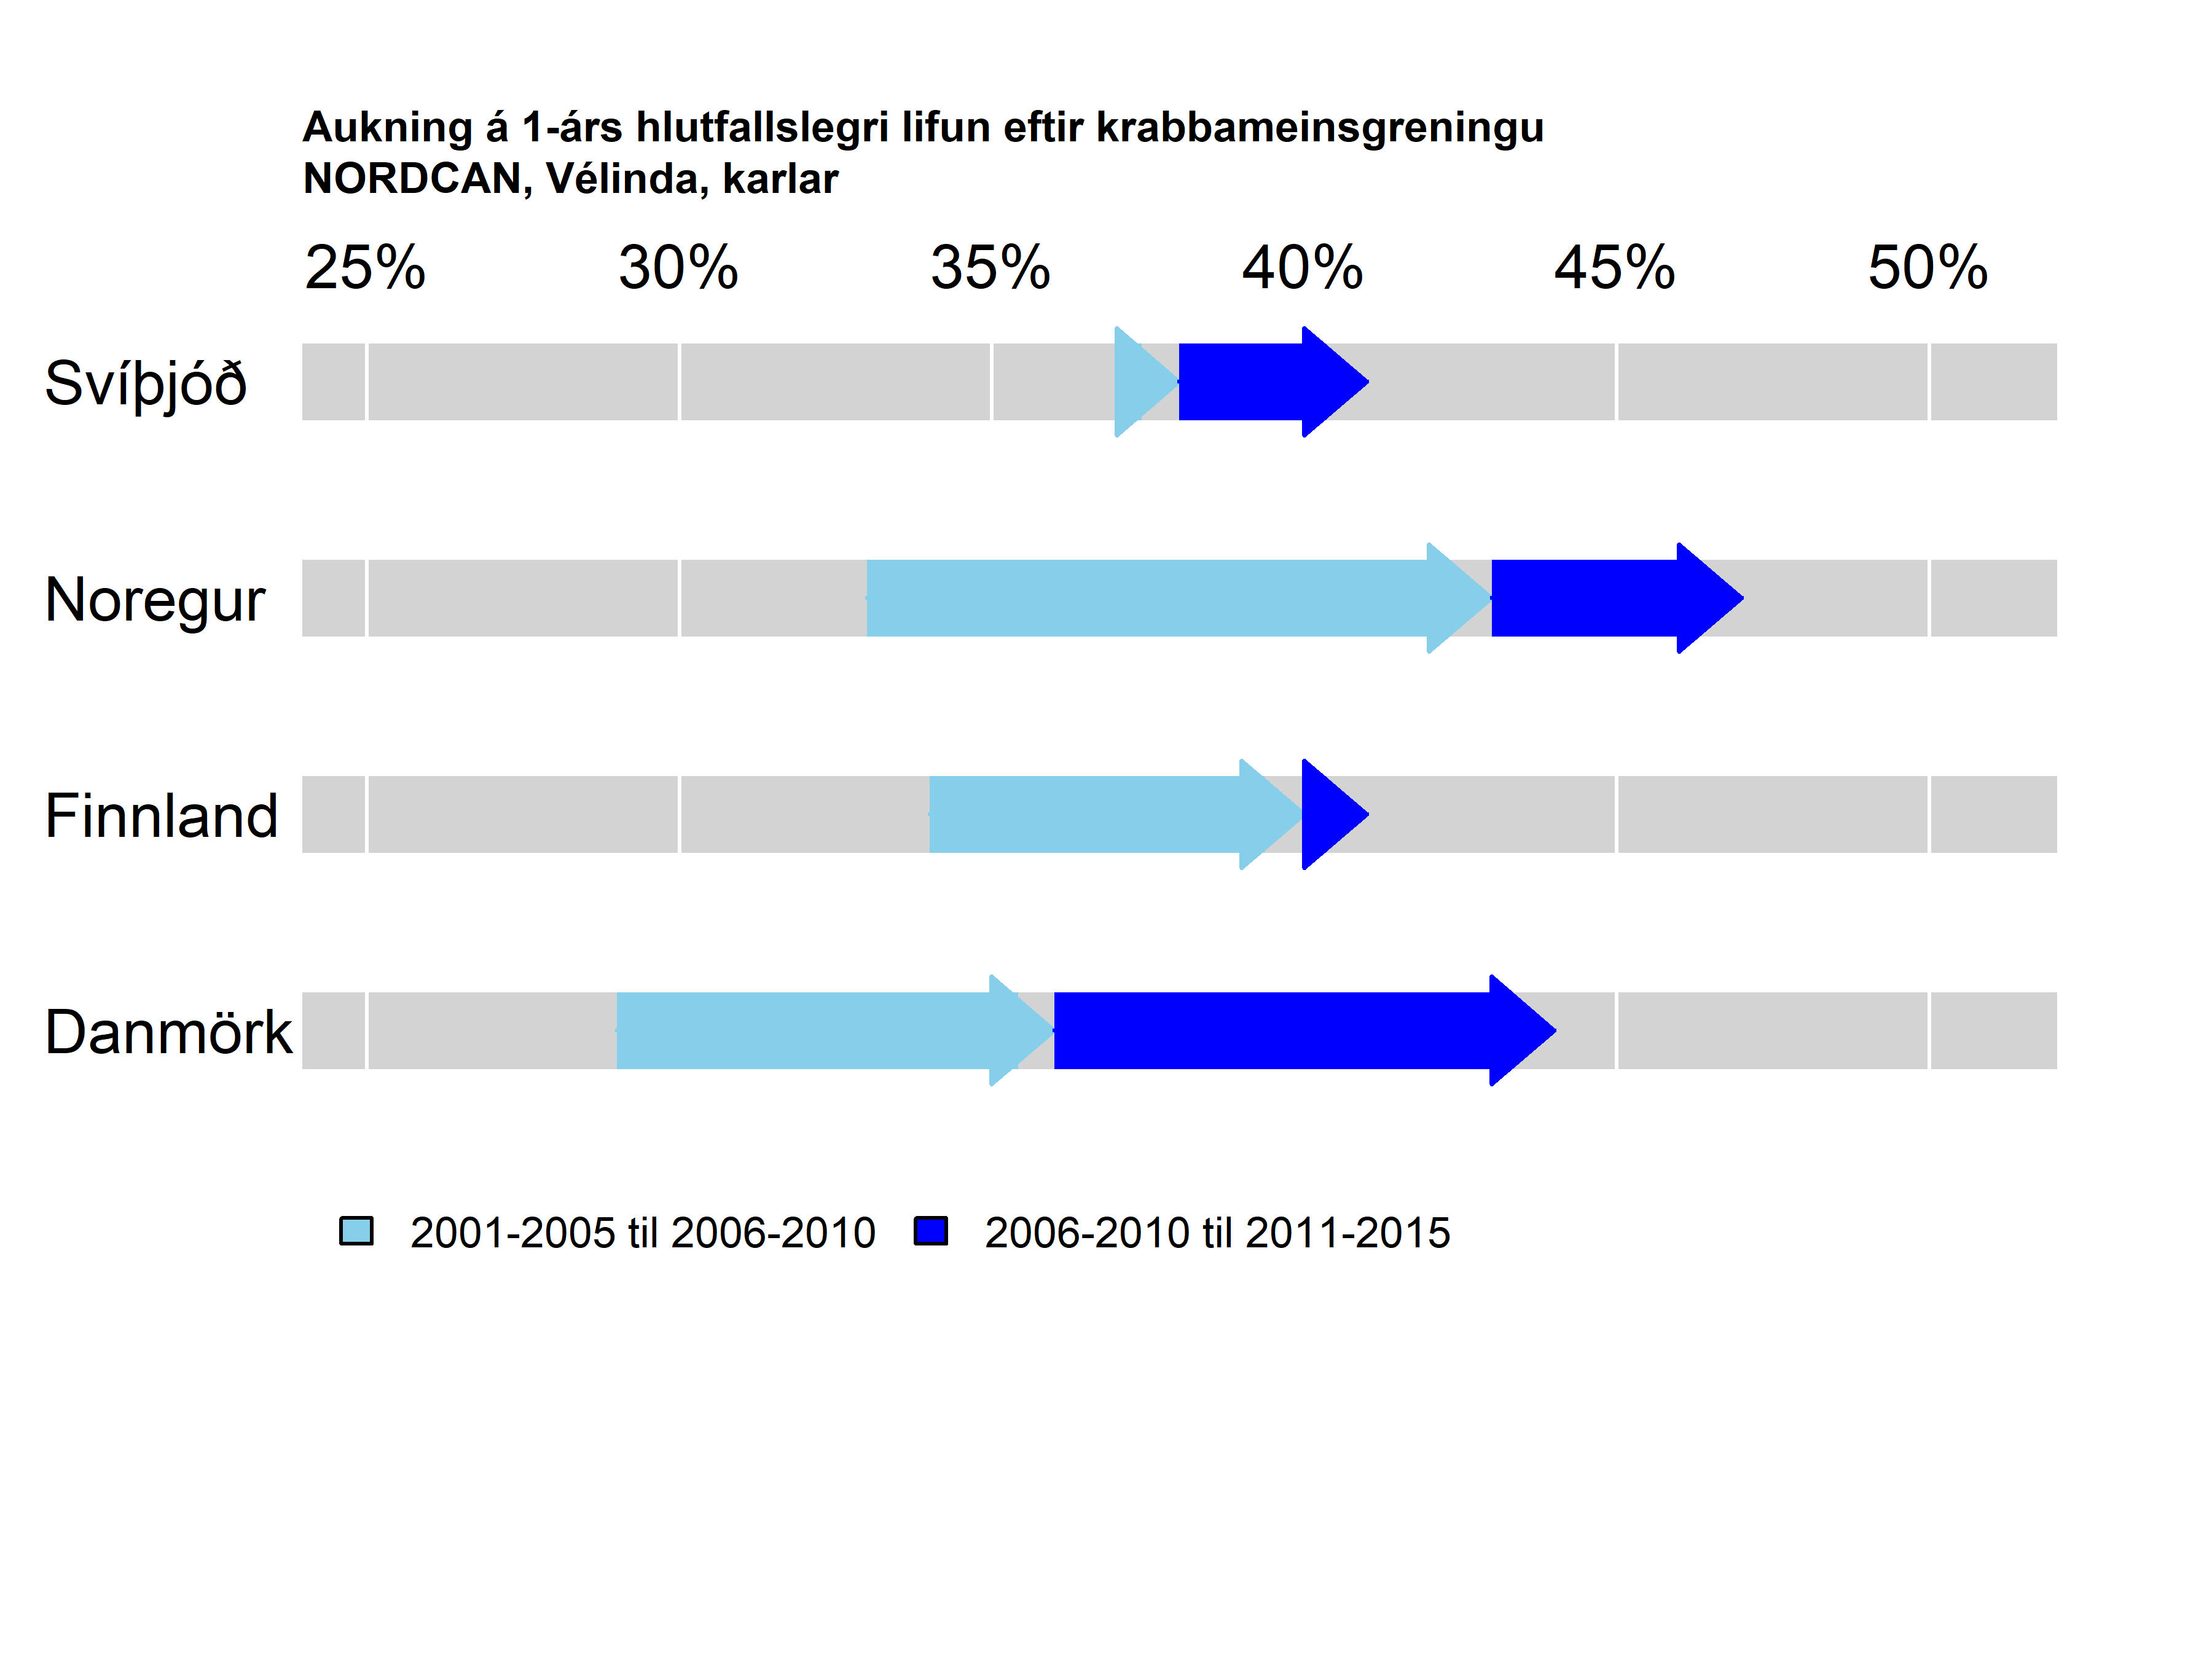 Aukning á 1-árs hlutfallslegri lifun eftir krabbameinsgreningu
NORDCAN, Vélinda, karlar
25% 30% 35% 40% 45% 50%
Svíþjóð
Noregur
Finnland
Danmörk
2001-2005 til 2006-2010 2006-2010 til 2011-2015